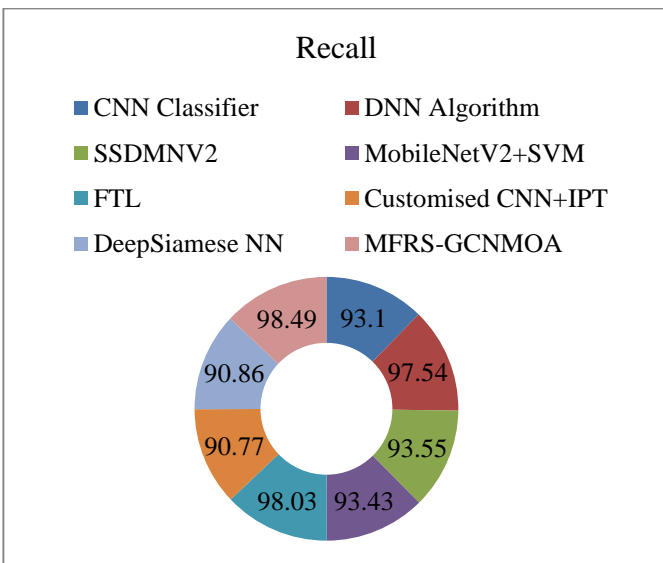 Recall
CNN Classifier DNN Algorithm
SSDMNV2 MobileNetV2+SVM
FTL Customised CNN+IPT
DeepSiamese NN MFRS-GCNMOA
98.49 93.1
90.86 97.54
90.77 93.55
98.03 93.43